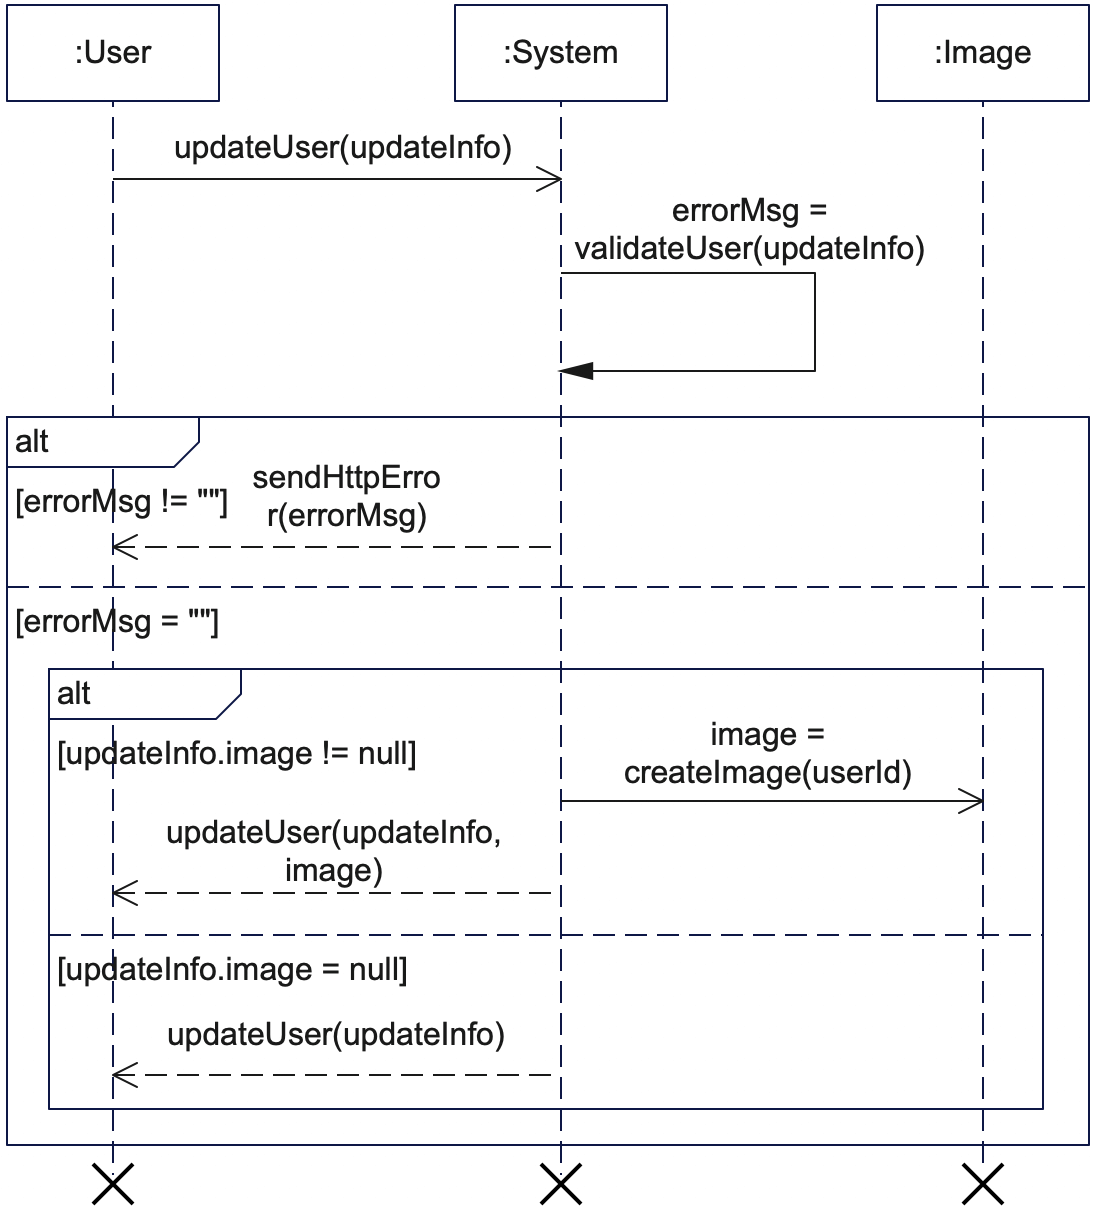 :User
:System
:Image
updateUser(updateInfo)
errorMsg =
validateUser(updateInfo)
alt
[errorMsg != ""]
sendHttpErro
r(errorMsg)
[errorMsg = ""]
alt
[updateInfo.image != null]
image =
createImage(userId)
updateUser(updateInfo,
image)
[updateInfo.image = null]
updateUser(updateInfo)